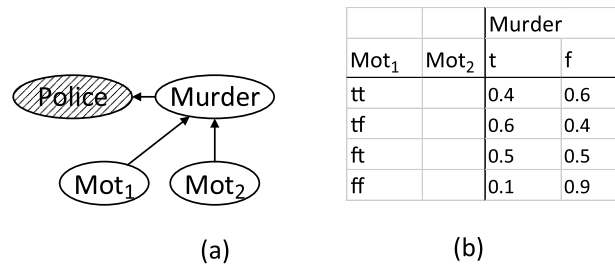 Police
Murder
Mot₁
Mot₂
(a)
Murder
Mot₁ Mot₂ t f
tt 0.4 0.6
tf 0.6 0.4
ft 0.5 0.5
ff 0.1 0.9
(b)